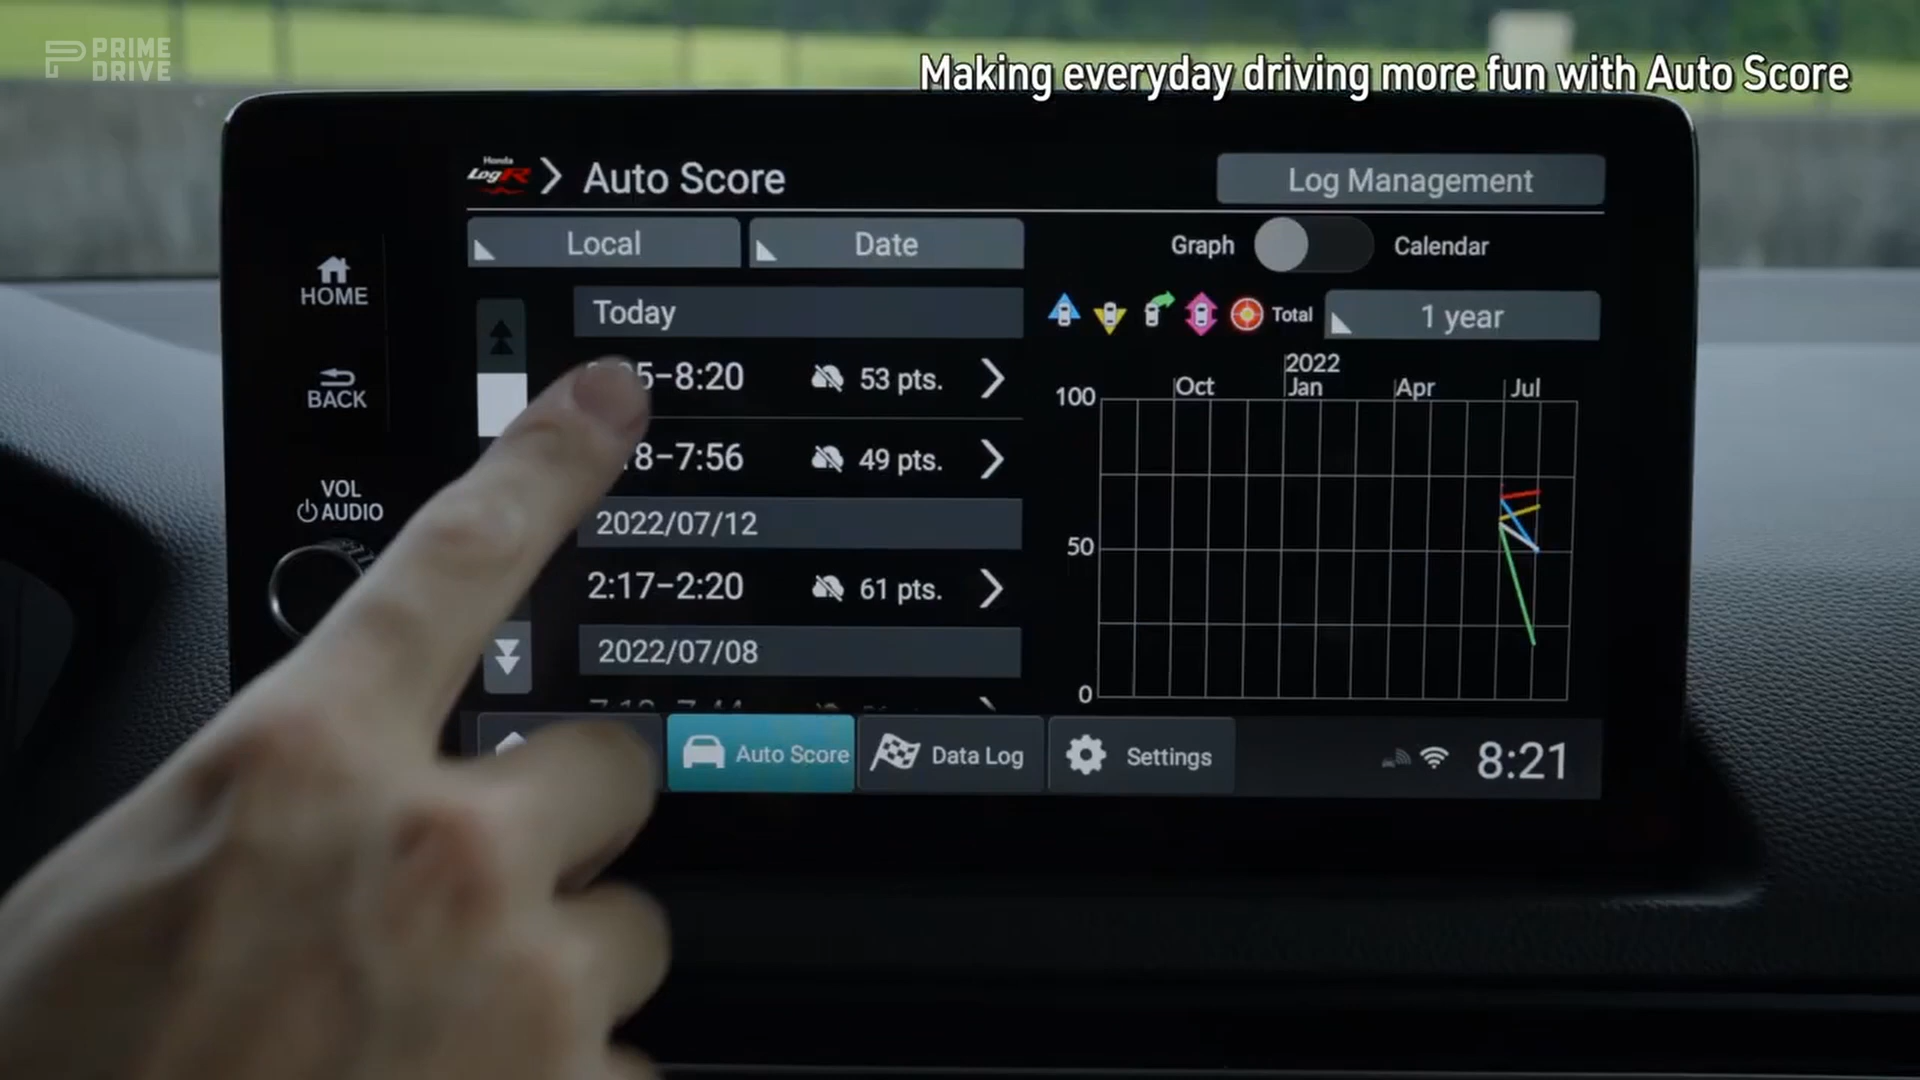 PRIME
DRIVE
Making everyday driving more fun with Auto Score
Honda
LogR
Auto Score
Log Management
Local
Date
Graph
Calendar
HOME
Today
Total
1 year
5-8:20
53 pts.
2022
Oct
Jan
Apr
Jul
100
BACK
8-7:56
49 pts.
VOL
AUDIO
2022/07/12
50
2:17-2:20
61 pts.
2022/07/08
0
Auto Score
Data Log
Settings
8:21